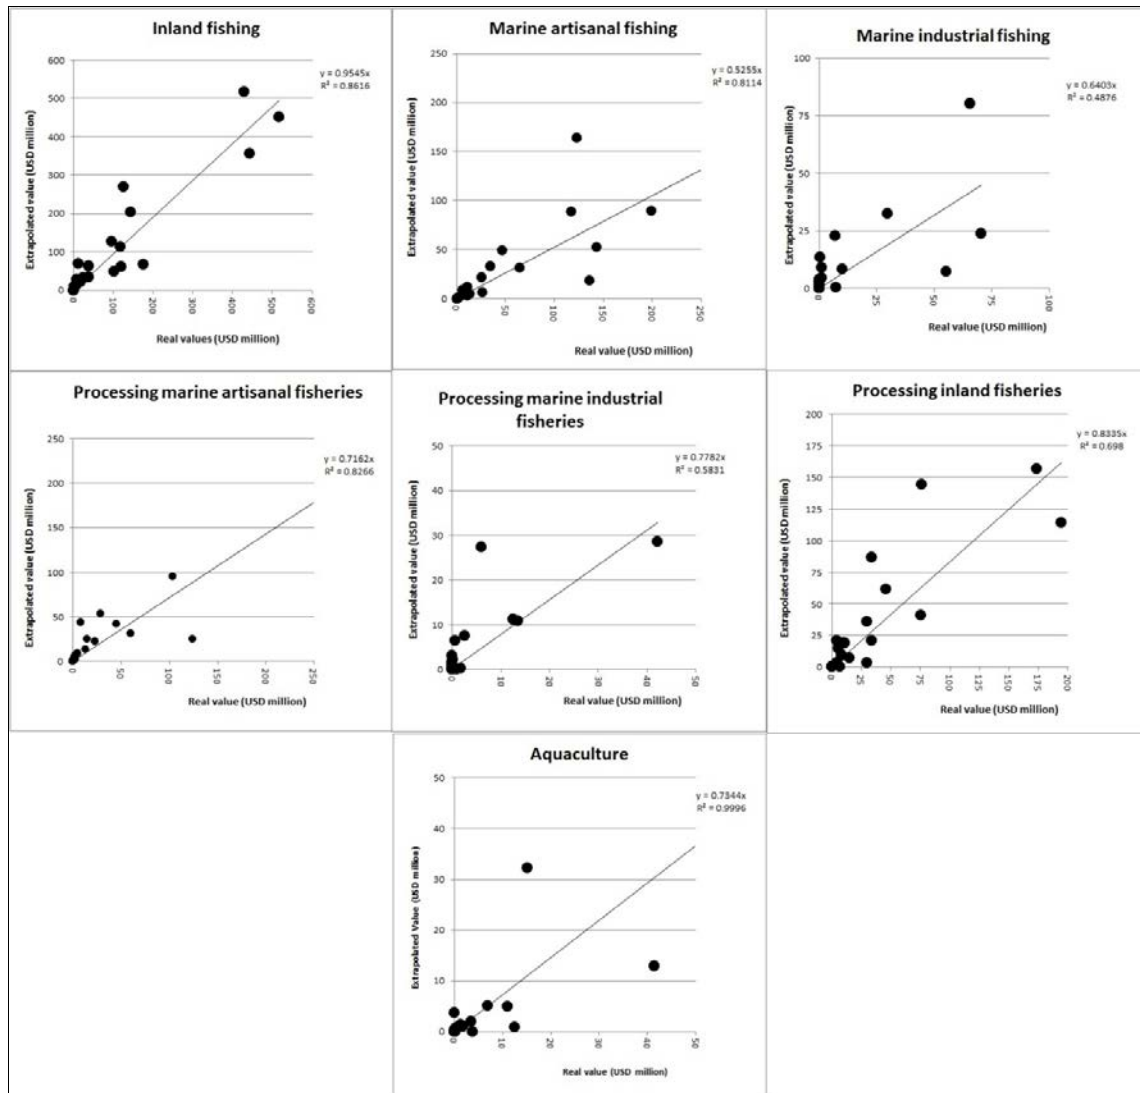 Inland fishing
y = 0.9545x
R² = 0.8616
600
500
400
300
200
100
0
Extrapolated value (USD million)
0
100
200
300
400
500
600
Real values (USD million)
Marine artisanal fishing
y = 0.5255x
R² = 0.8114
250
200
150
100
50
0
Extrapolated value (USD million)
0
50
100
150
200
250
Real value (USD million)
Marine industrial fishing
y = 0.6403x
R² = 0.4876
100
75
50
25
0
Extrapolated value (USD million)
25
50
75
100
Real value (USD million)
Processing marine artisanal fisheries
y = 0.7162x
R² = 0.8266
250
200
150
100
50
0
Extrapolated value (USD million)
0
50
100
150
200
250
Real value (USD million)
Processing marine industrial
fisheries
y = 0.7782x
R² = 0.5831
50
40
30
20
10
0
Extrapolated value (USD million)
0
10
20
30
40
50
Real value (USD million)
Processing inland fisheries
y = 0.8335x
R² = 0.698
200
175
150
125
100
75
50
25
0
Extrapolated value (USD million)
0
25
50
75
100
125
150
175
200
Real value (USD million)
Aquaculture
y = 0.7344x
R² = 0.9996
50
40
30
20
10
0
Extrapolated Value (USD million)
0
10
20
30
40
50
Real value (USD million)